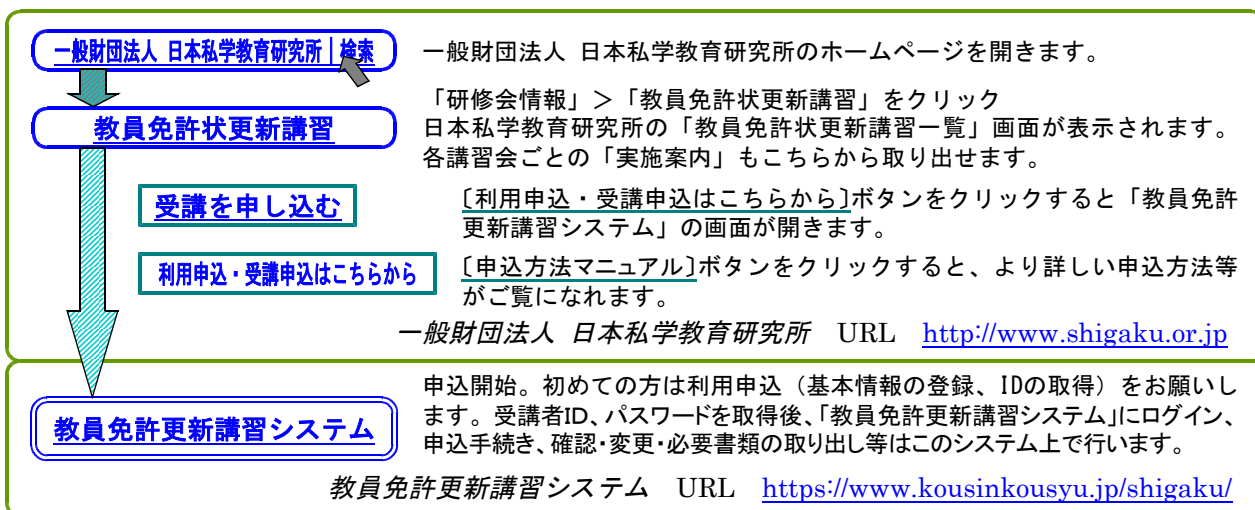 一般財団法人 日本私学教育研究所｜検索
一般財団法人 日本私学教育研究所のホームページを開きます。
「研修会情報」＞「教員免許状更新講習」をクリック
教員免許状更新講習
日本私学教育研究所の「教員免許状更新講習一覧」画面が表示されます。
各講習会ごとの「実施案内」もこちらから取り出せます。
受講を申し込む
〔利用申込・受講申込はこちらから〕ボタンをクリックすると「教員免許
更新講習システム」の画面が開きます。
利用申込・受講申込はこちらから
〔申込方法マニュアル〕ボタンをクリックすると、より詳しい申込方法等
がご覧になれます。
一般財団法人 日本私学教育研究所　URL　http://www.shigaku.or.jp
教員免許更新講習システム
申込開始。初めての方は利用申込（基本情報の登録、IDの取得）をお願いし
ます。受講者ID、パスワードを取得後、「教員免許更新講習システム」にログイン、
申込手続き、確認・変更・必要書類の取り出し等はこのシステム上で行います。
教員免許更新講習システム　URL　https://www.kousinkousyu.jp/shigaku/